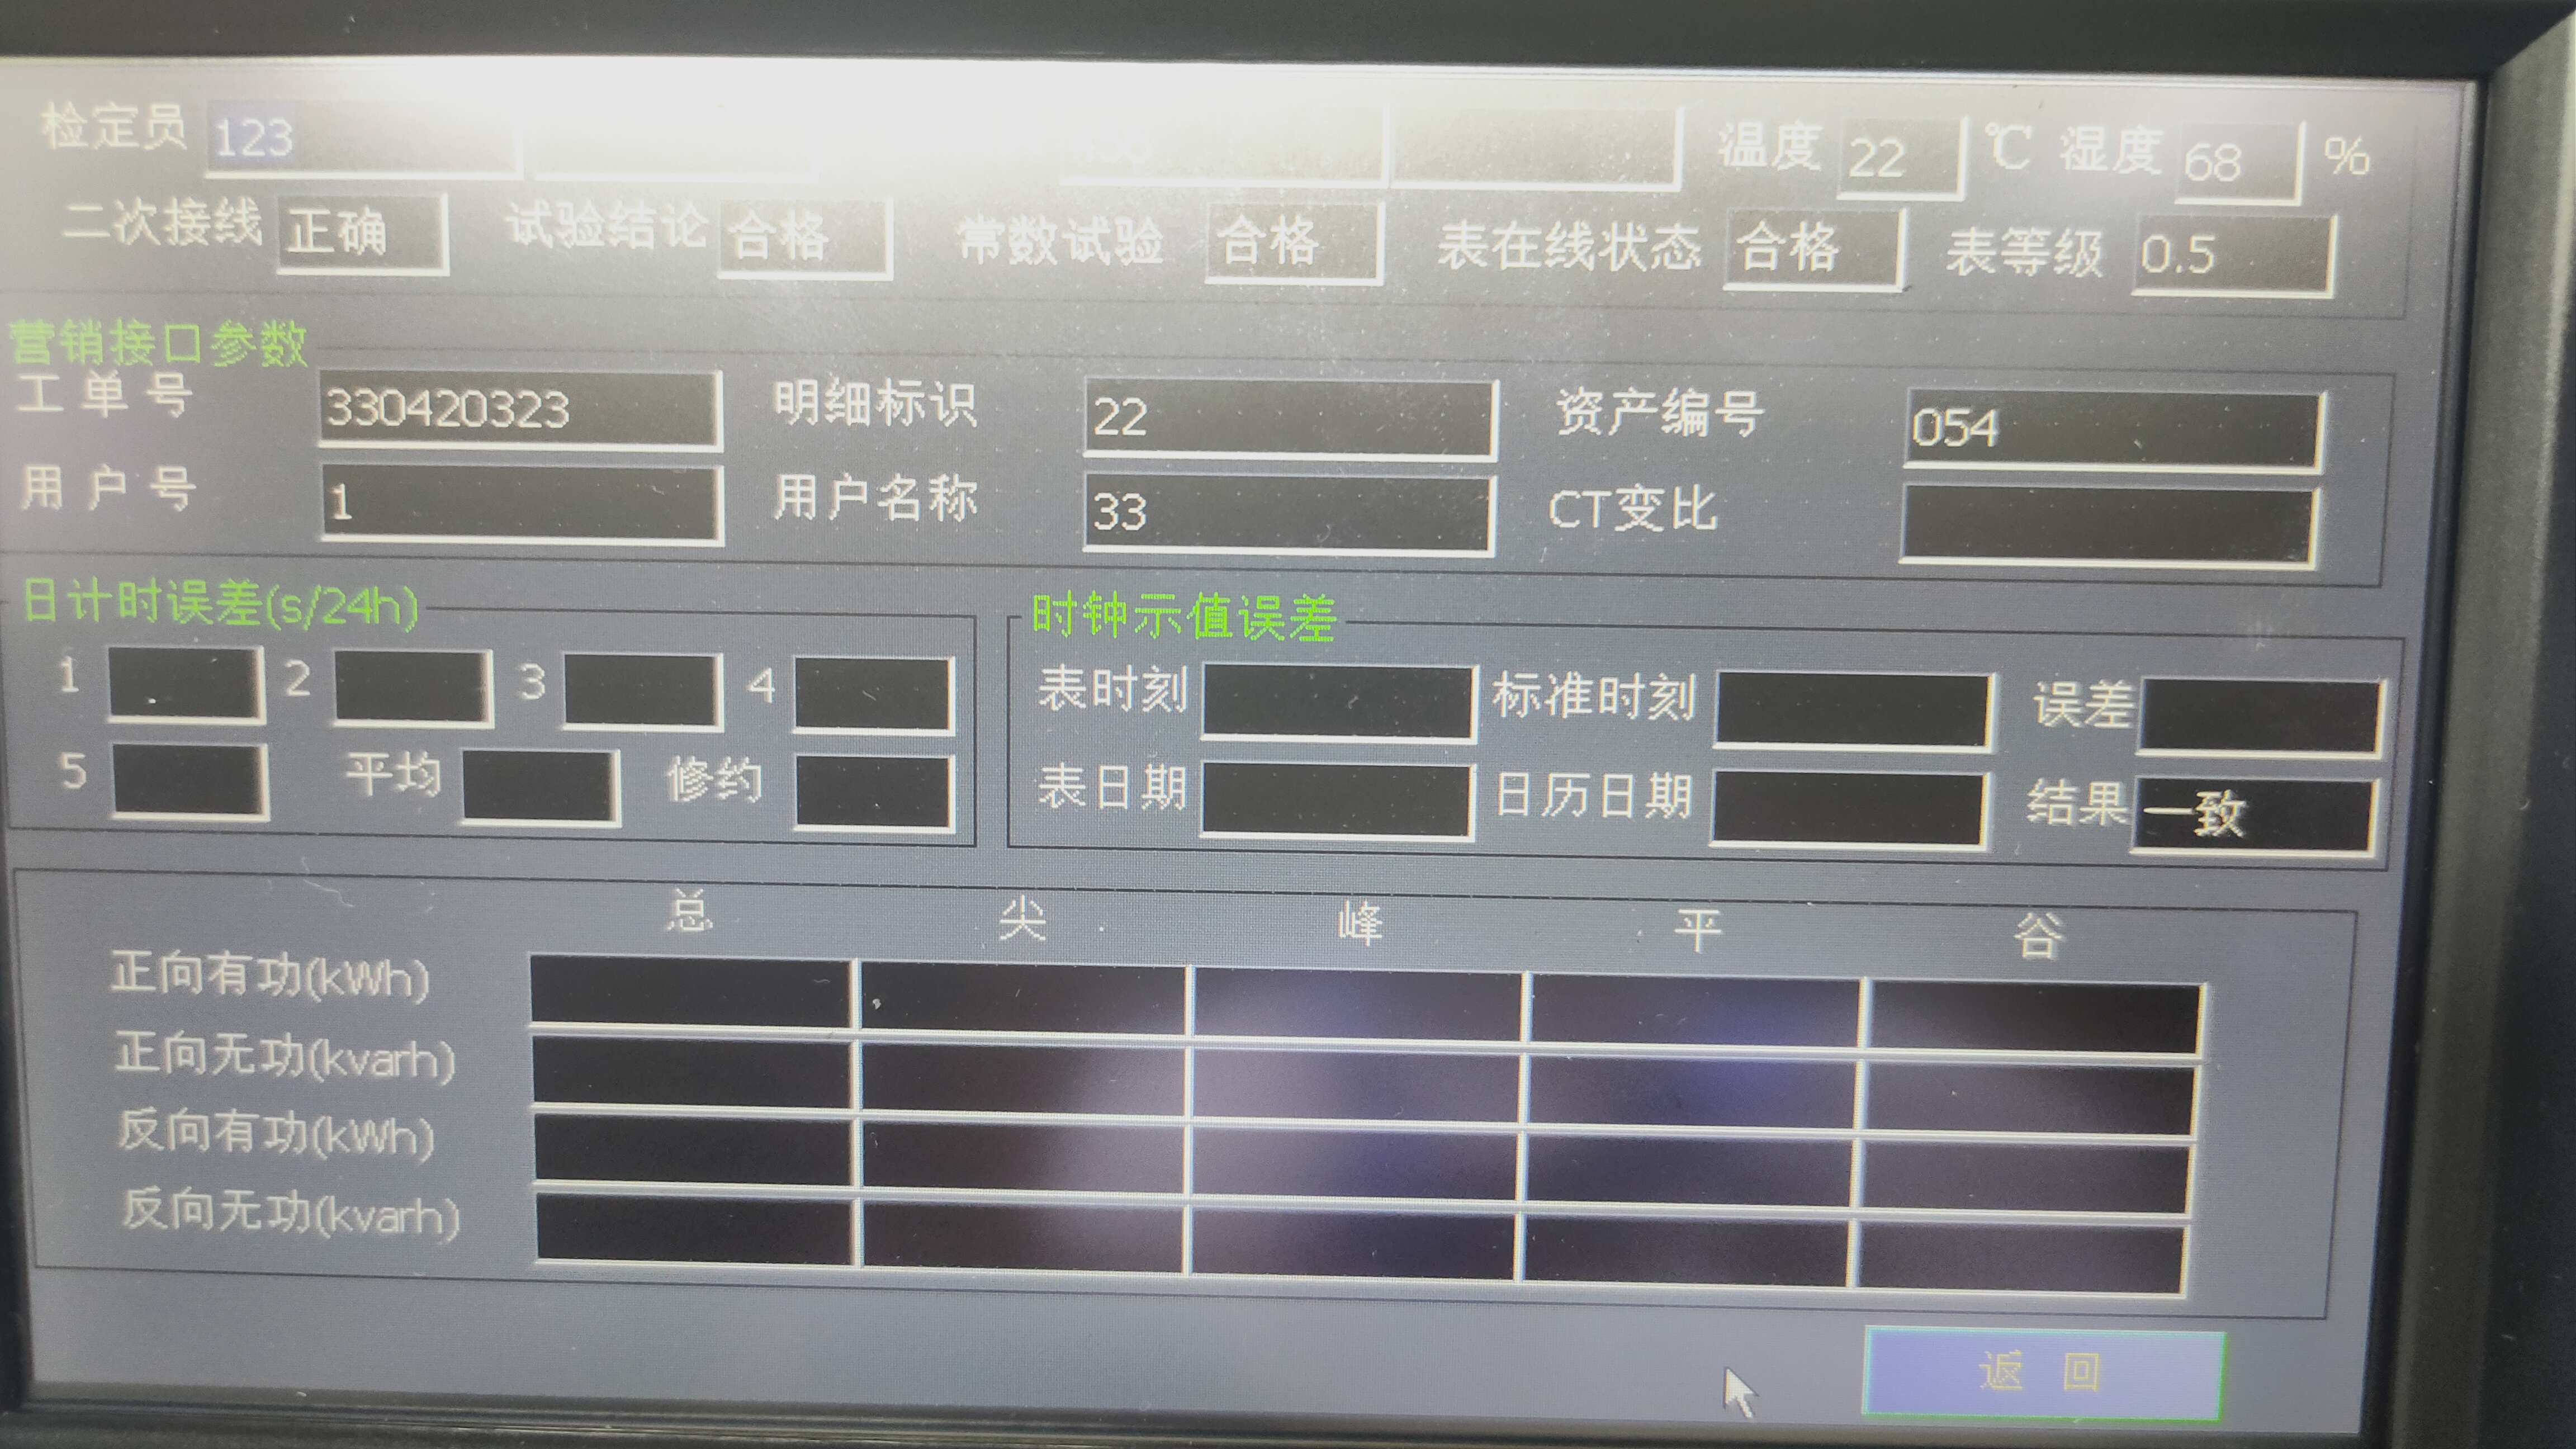 检定员 123 温度 22 ℃ 湿度 68 %
二次接线 正确 试验结论 合格 常数试验 合格 表在线状态 合格 表等级 0.5
营销接口参数
工单号 330420323 明细标识 22 资产编号 054
用户号 1 用户名称 33 CT变比
日计时误差(s/24h) 时钟示值误差
1 2 3 4 表时刻 标准时刻 误差
5 平均 修约 表日期 日历日期 结果 一致
总 尖 峰 平 谷
正向有功(kWh)
正向无功(kvarh)
反向有功(kWh)
反向无功(kvarh)
返 回